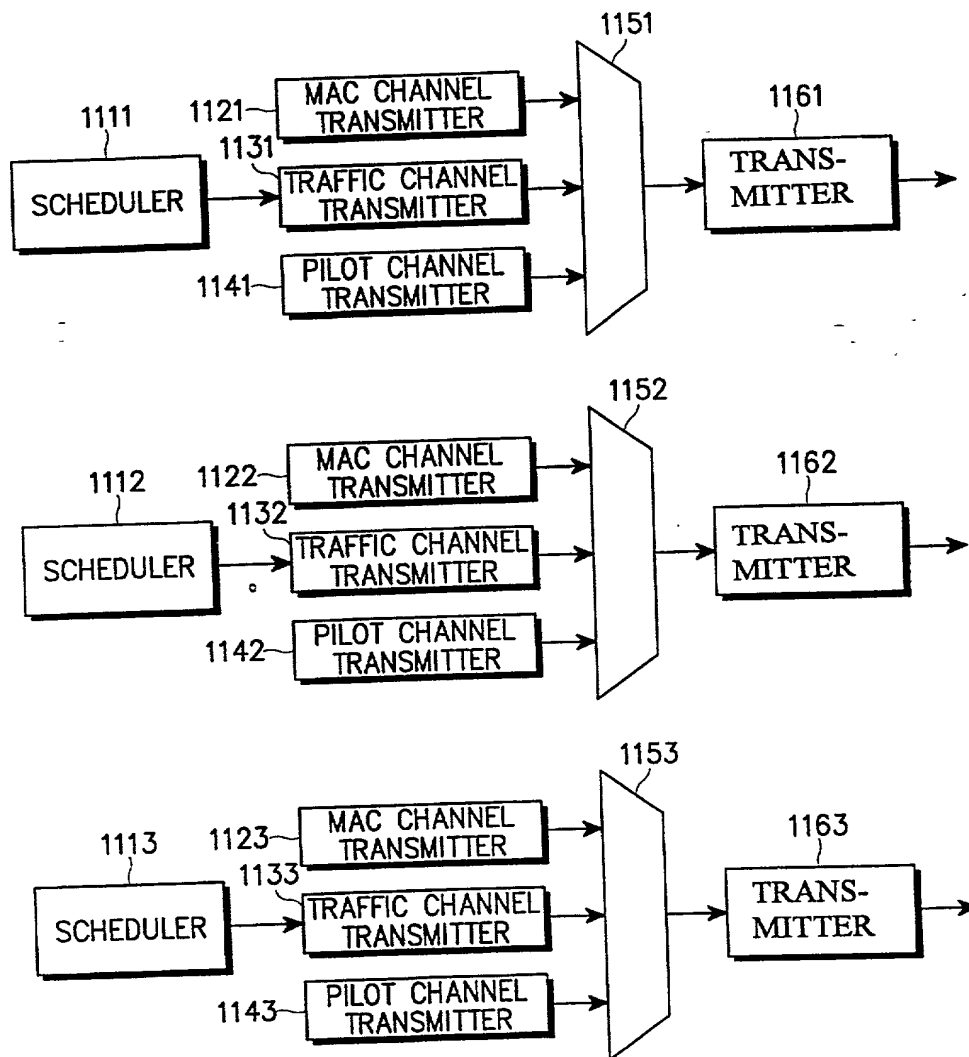 1151
MAC CHANNEL
TRANSMITTER
1121
1111
1131
1161
SCHEDULER
TRAFFIC CHANNEL
TRANSMITTER
TRANS-
MITTER
PILOT CHANNEL
TRANSMITTER
1141
1152
MAC CHANNEL
TRANSMITTER
1122
1112
1132
1162
SCHEDULER
TRAFFIC CHANNEL
TRANSMITTER
TRANS-
MITTER
PILOT CHANNEL
TRANSMITTER
1142
1153
MAC CHANNEL
TRANSMITTER
1123
1113
1133
1163
SCHEDULER
TRAFFIC CHANNEL
TRANSMITTER
TRANS-
MITTER
PILOT CHANNEL
TRANSMITTER
1143